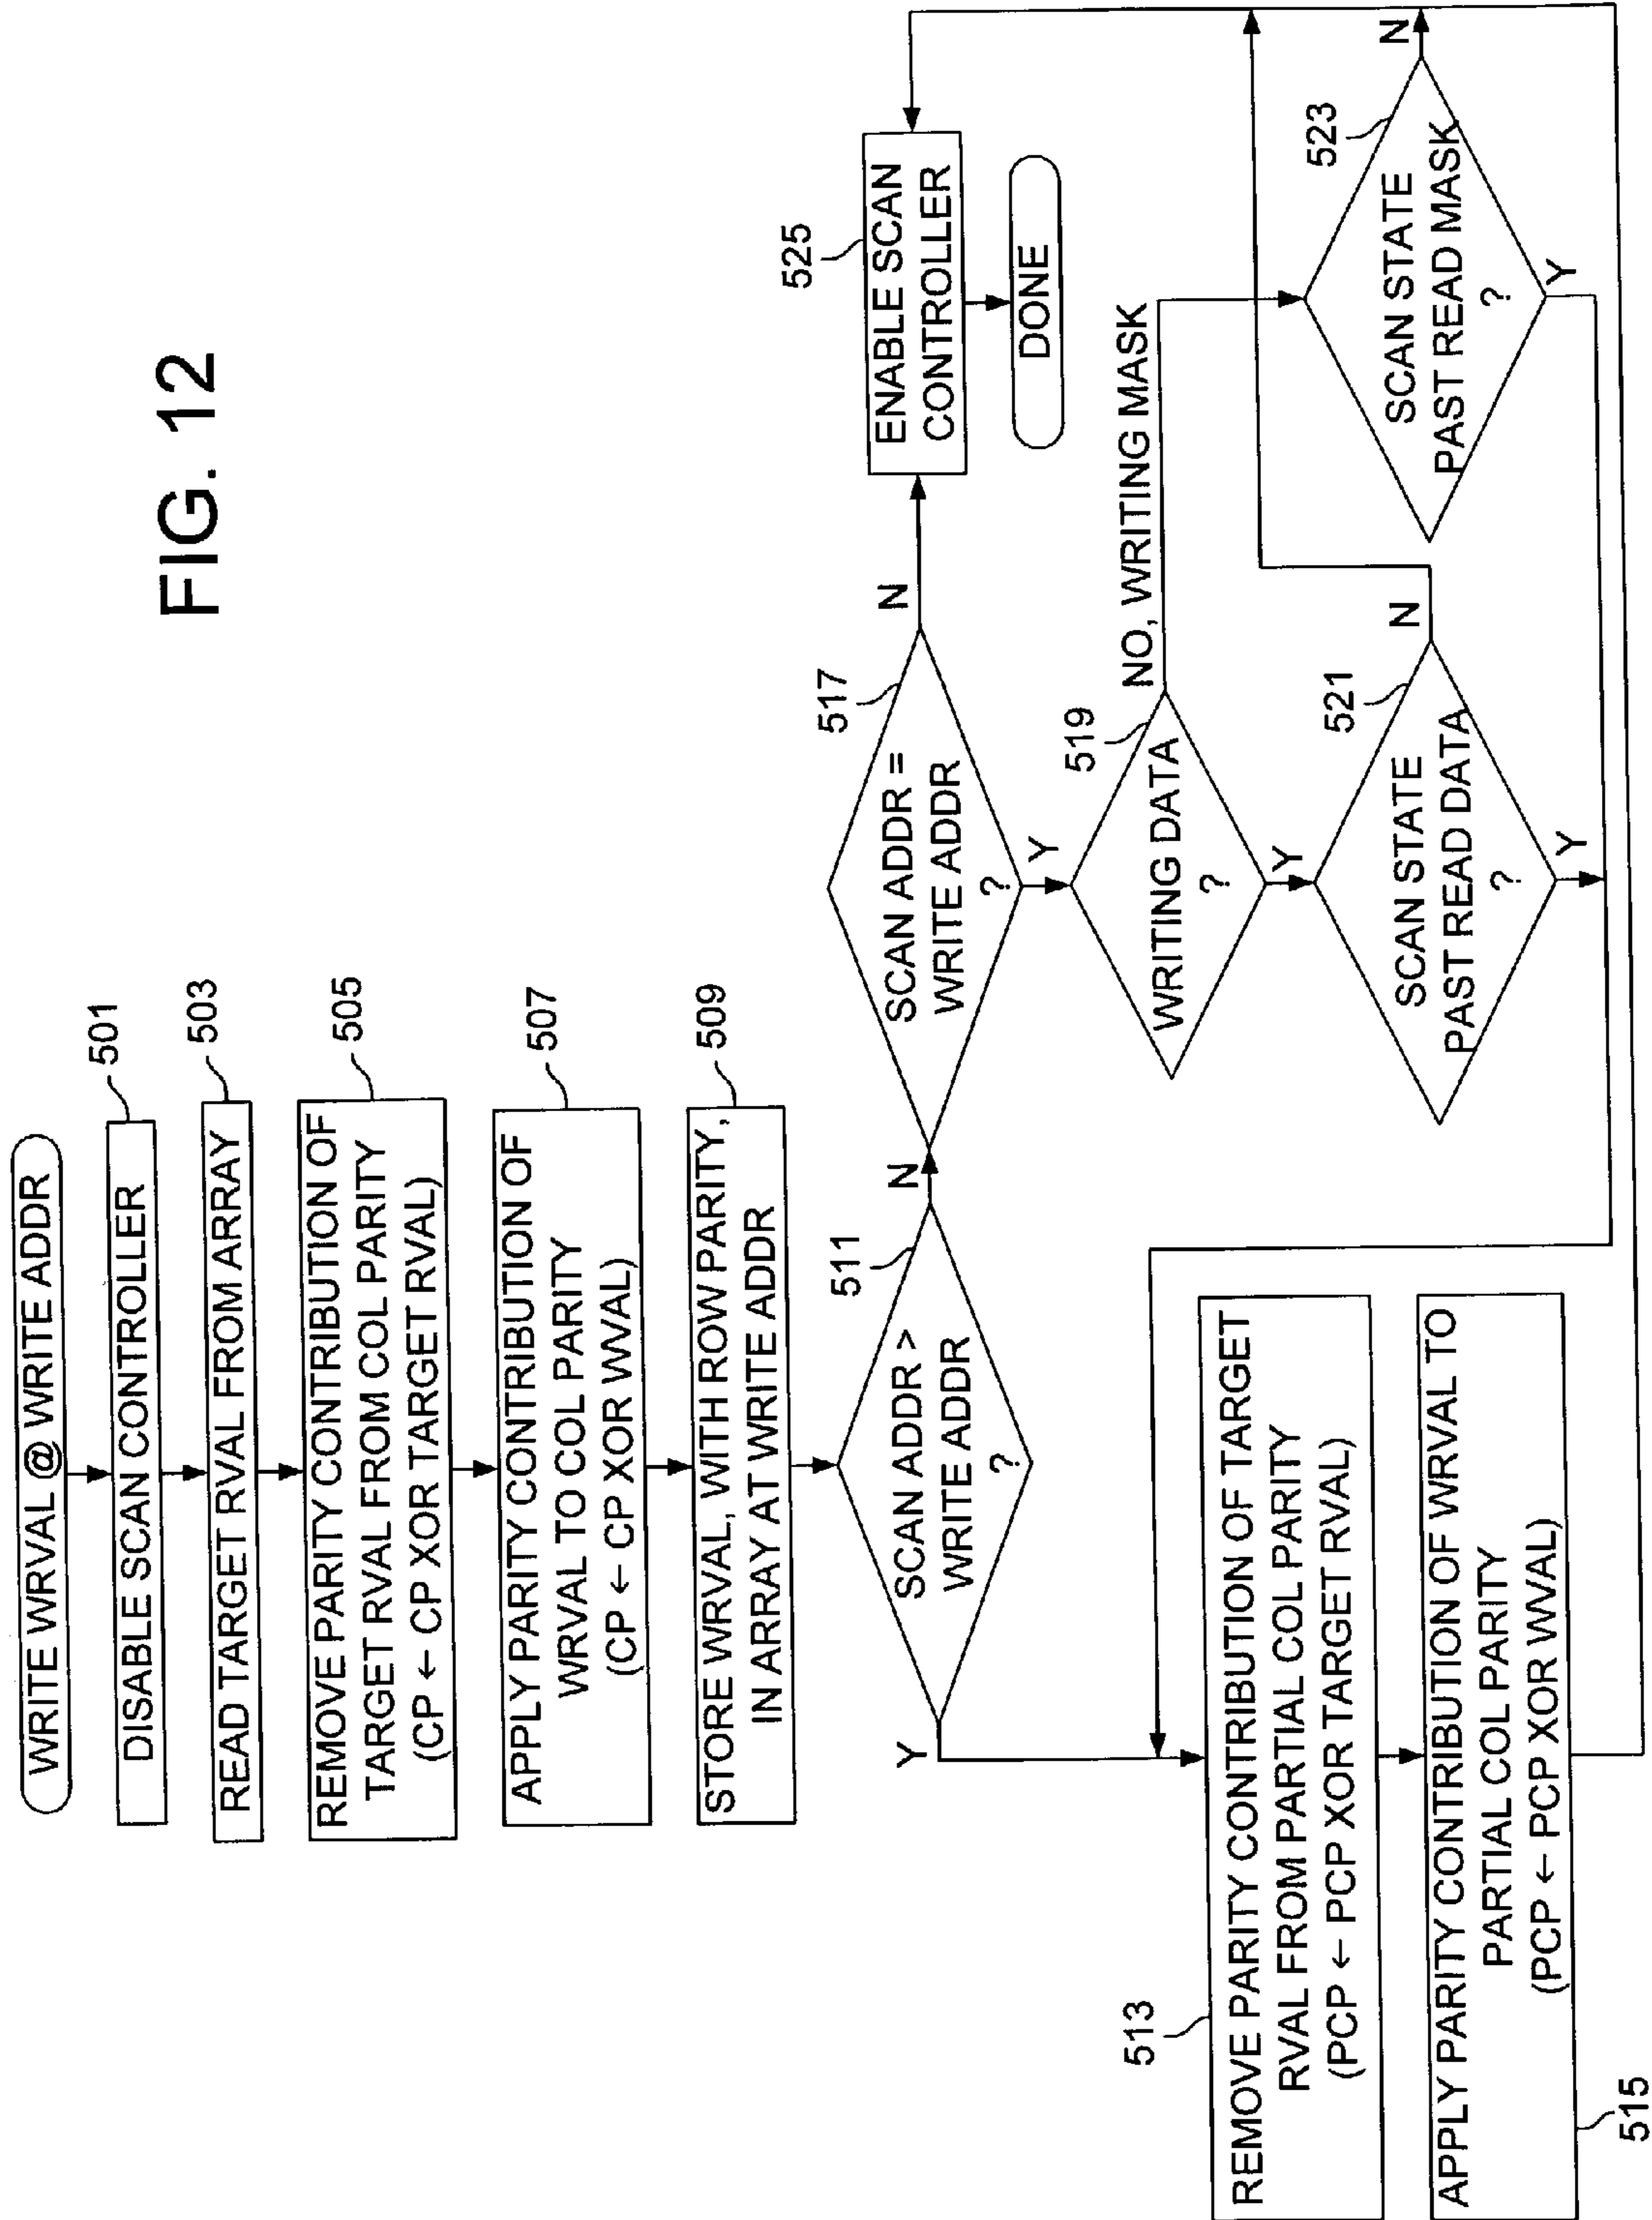 FIG. 12
WRITE WRVAL @ WRITE ADDR
501
DISABLE SCAN CONTROLLER
503
READ TARGET RVAL FROM ARRAY
505
REMOVE PARITY CONTRIBUTION OF
TARGET RVAL FROM COL PARITY
(CP ← CP XOR TARGET RVAL)
507
APPLY PARITY CONTRIBUTION OF
WRVAL TO COL PARITY
(CP ← CP XOR WVAL)
509
STORE WRVAL, WITH ROW PARITY,
IN ARRAY AT WRITE ADDR
511
SCAN ADDR >
WRITE ADDR
?
Y
N
513
REMOVE PARITY CONTRIBUTION OF TARGET
RVAL FROM PARTIAL COL PARITY
(PCP ← PCP XOR TARGET RVAL)
515
APPLY PARITY CONTRIBUTION OF WRVAL TO
PARTIAL COL PARITY
(PCP ← PCP XOR WVAL)
517
SCAN ADDR =
WRITE ADDR
?
N
Y
519
WRITING DATA
?
NO, WRITING MASK
Y
521
SCAN STATE
PAST READ DATA
?
N
Y
523
SCAN STATE
PAST READ MASK
?
N
Y
525
ENABLE SCAN
CONTROLLER
DONE